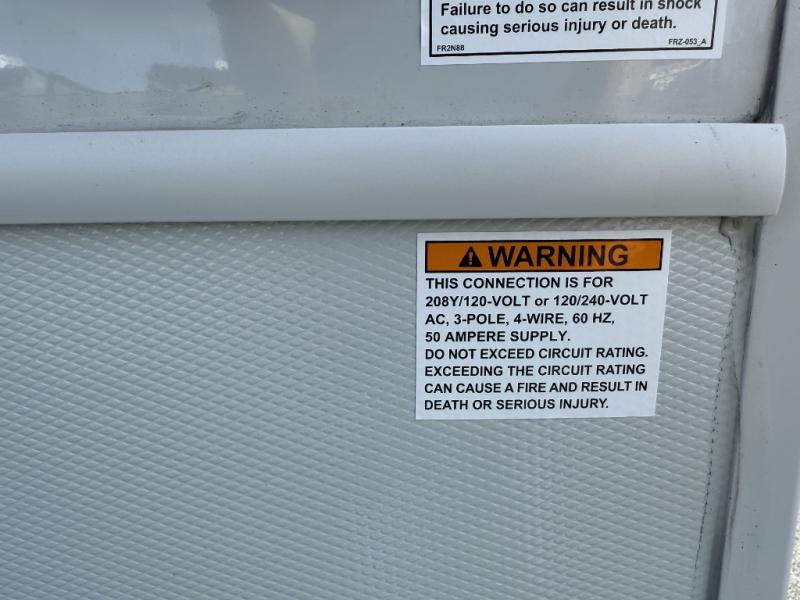 Failure to do so can result in shock
causing serious injury or death.
FR2N88 FRZ-053_A
⚠ WARNING
THIS CONNECTION IS FOR
208Y/120-VOLT or 120/240-VOLT
AC, 3-POLE, 4-WIRE, 60 HZ,
50 AMPERE SUPPLY.
DO NOT EXCEED CIRCUIT RATING.
EXCEEDING THE CIRCUIT RATING
CAN CAUSE A FIRE AND RESULT IN
DEATH OR SERIOUS INJURY.